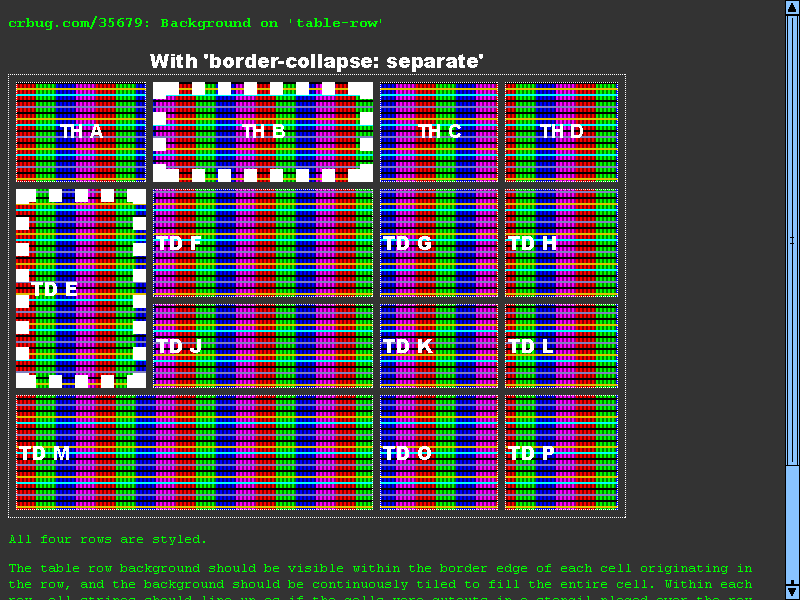 crbug.com/35679: Background on 'table-row'
With 'border-collapse: separate'
TH A TH B TH C TH D
TD F TD G TD H
TD E
TD J TD K TD L
TD M TD O TD P
All four rows are styled.
The table row background should be visible within the border edge of each cell originating in
the row, and the background should be continuously tiled to fill the entire cell. Within each
row, all stripes should line up as if the cells were cutouts in a stencil placed over the row